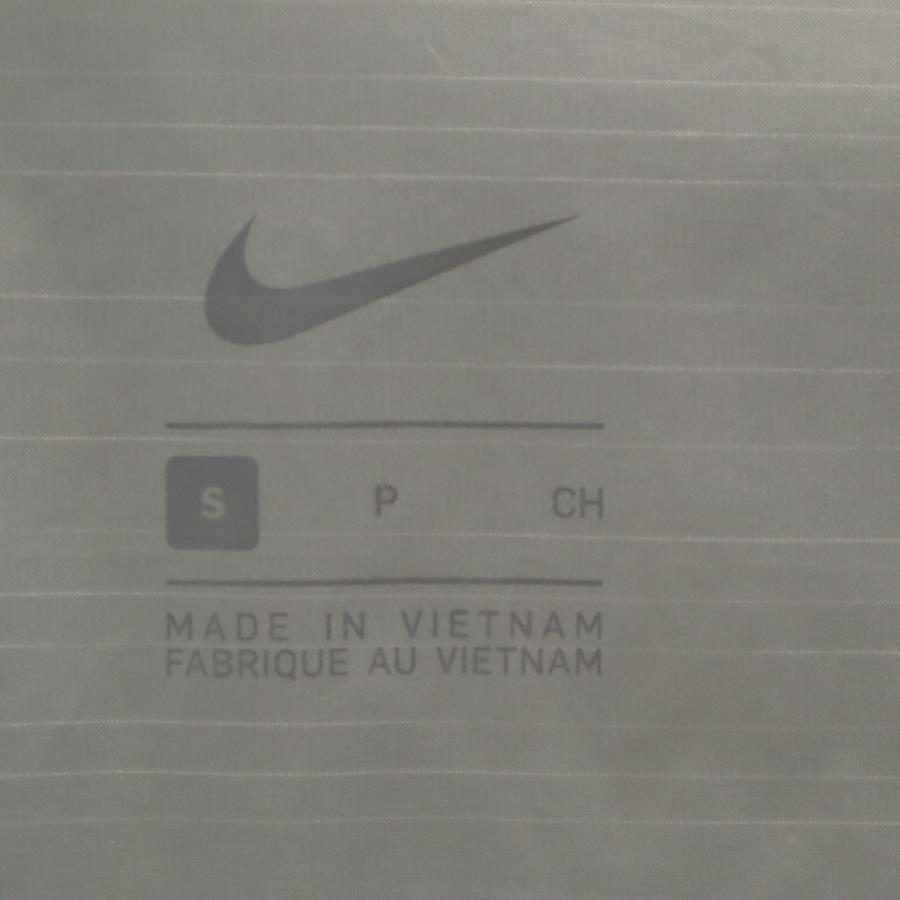 S P CH
MADE IN VIETNAM
FABRIQUE AU VIETNAM